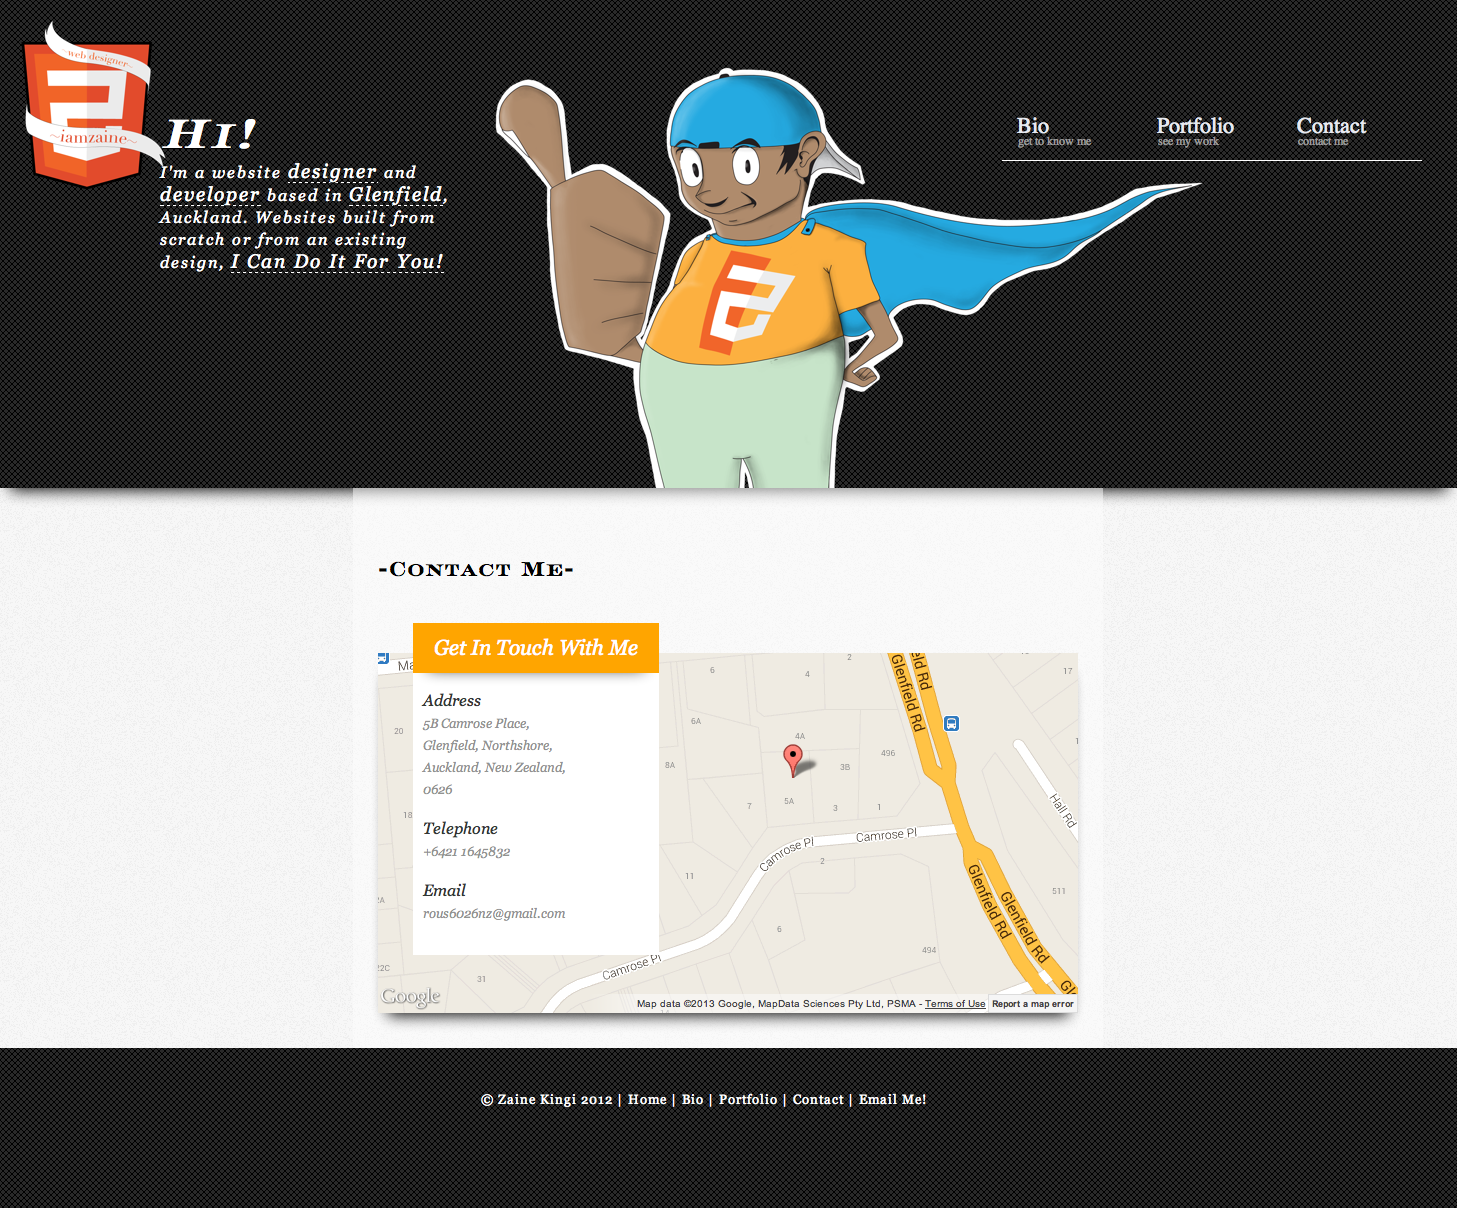 ~web designer~
~iamzaine~
Hi!
I'm a website designer and
developer based in Glenfield,
Auckland. Websites built from
scratch or from an existing
design, I Can Do It For You!
Bio
get to know me
Portfolio
see my work
Contact
contact me
-Contact Me-
Get In Touch With Me
Address
5B Camrose Place,
Glenfield, Northshore,
Auckland, New Zealand,
0626
Telephone
+6421 1645832
Email
rous6026nz@gmail.com
Ma
20
18
2A
22C
31
6
4
2
6A
4A
8A
3B
496
7
5A
3
1
11
2
6
494
17
1
511
Glenfield Rd
eld Rd
Hall Rd
Camrose Pl
Camrose Pl
Camrose Pl
Glenfield Rd
Glenfield Rd
Gl
Google
Map data ©2013 Google, MapData Sciences Pty Ltd, PSMA - Terms of Use
Report a map error
© Zaine Kingi 2012 | Home | Bio | Portfolio | Contact | Email Me!